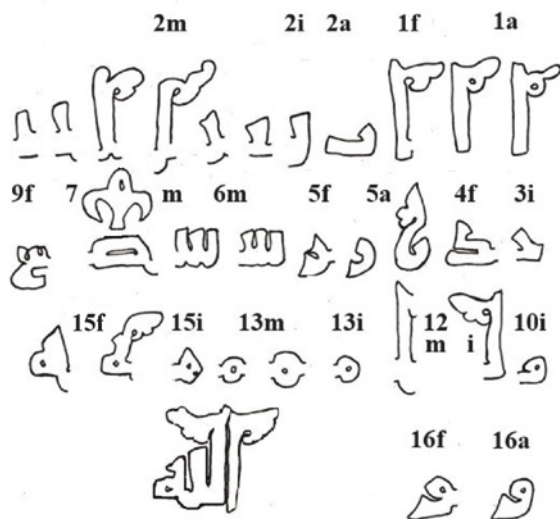 2m 2i 2a 1f 1a
9f 7 m 6m 5f 5a 4f 3i
15f 15i 13m 13i 12 10i
m i
16f 16a
الله